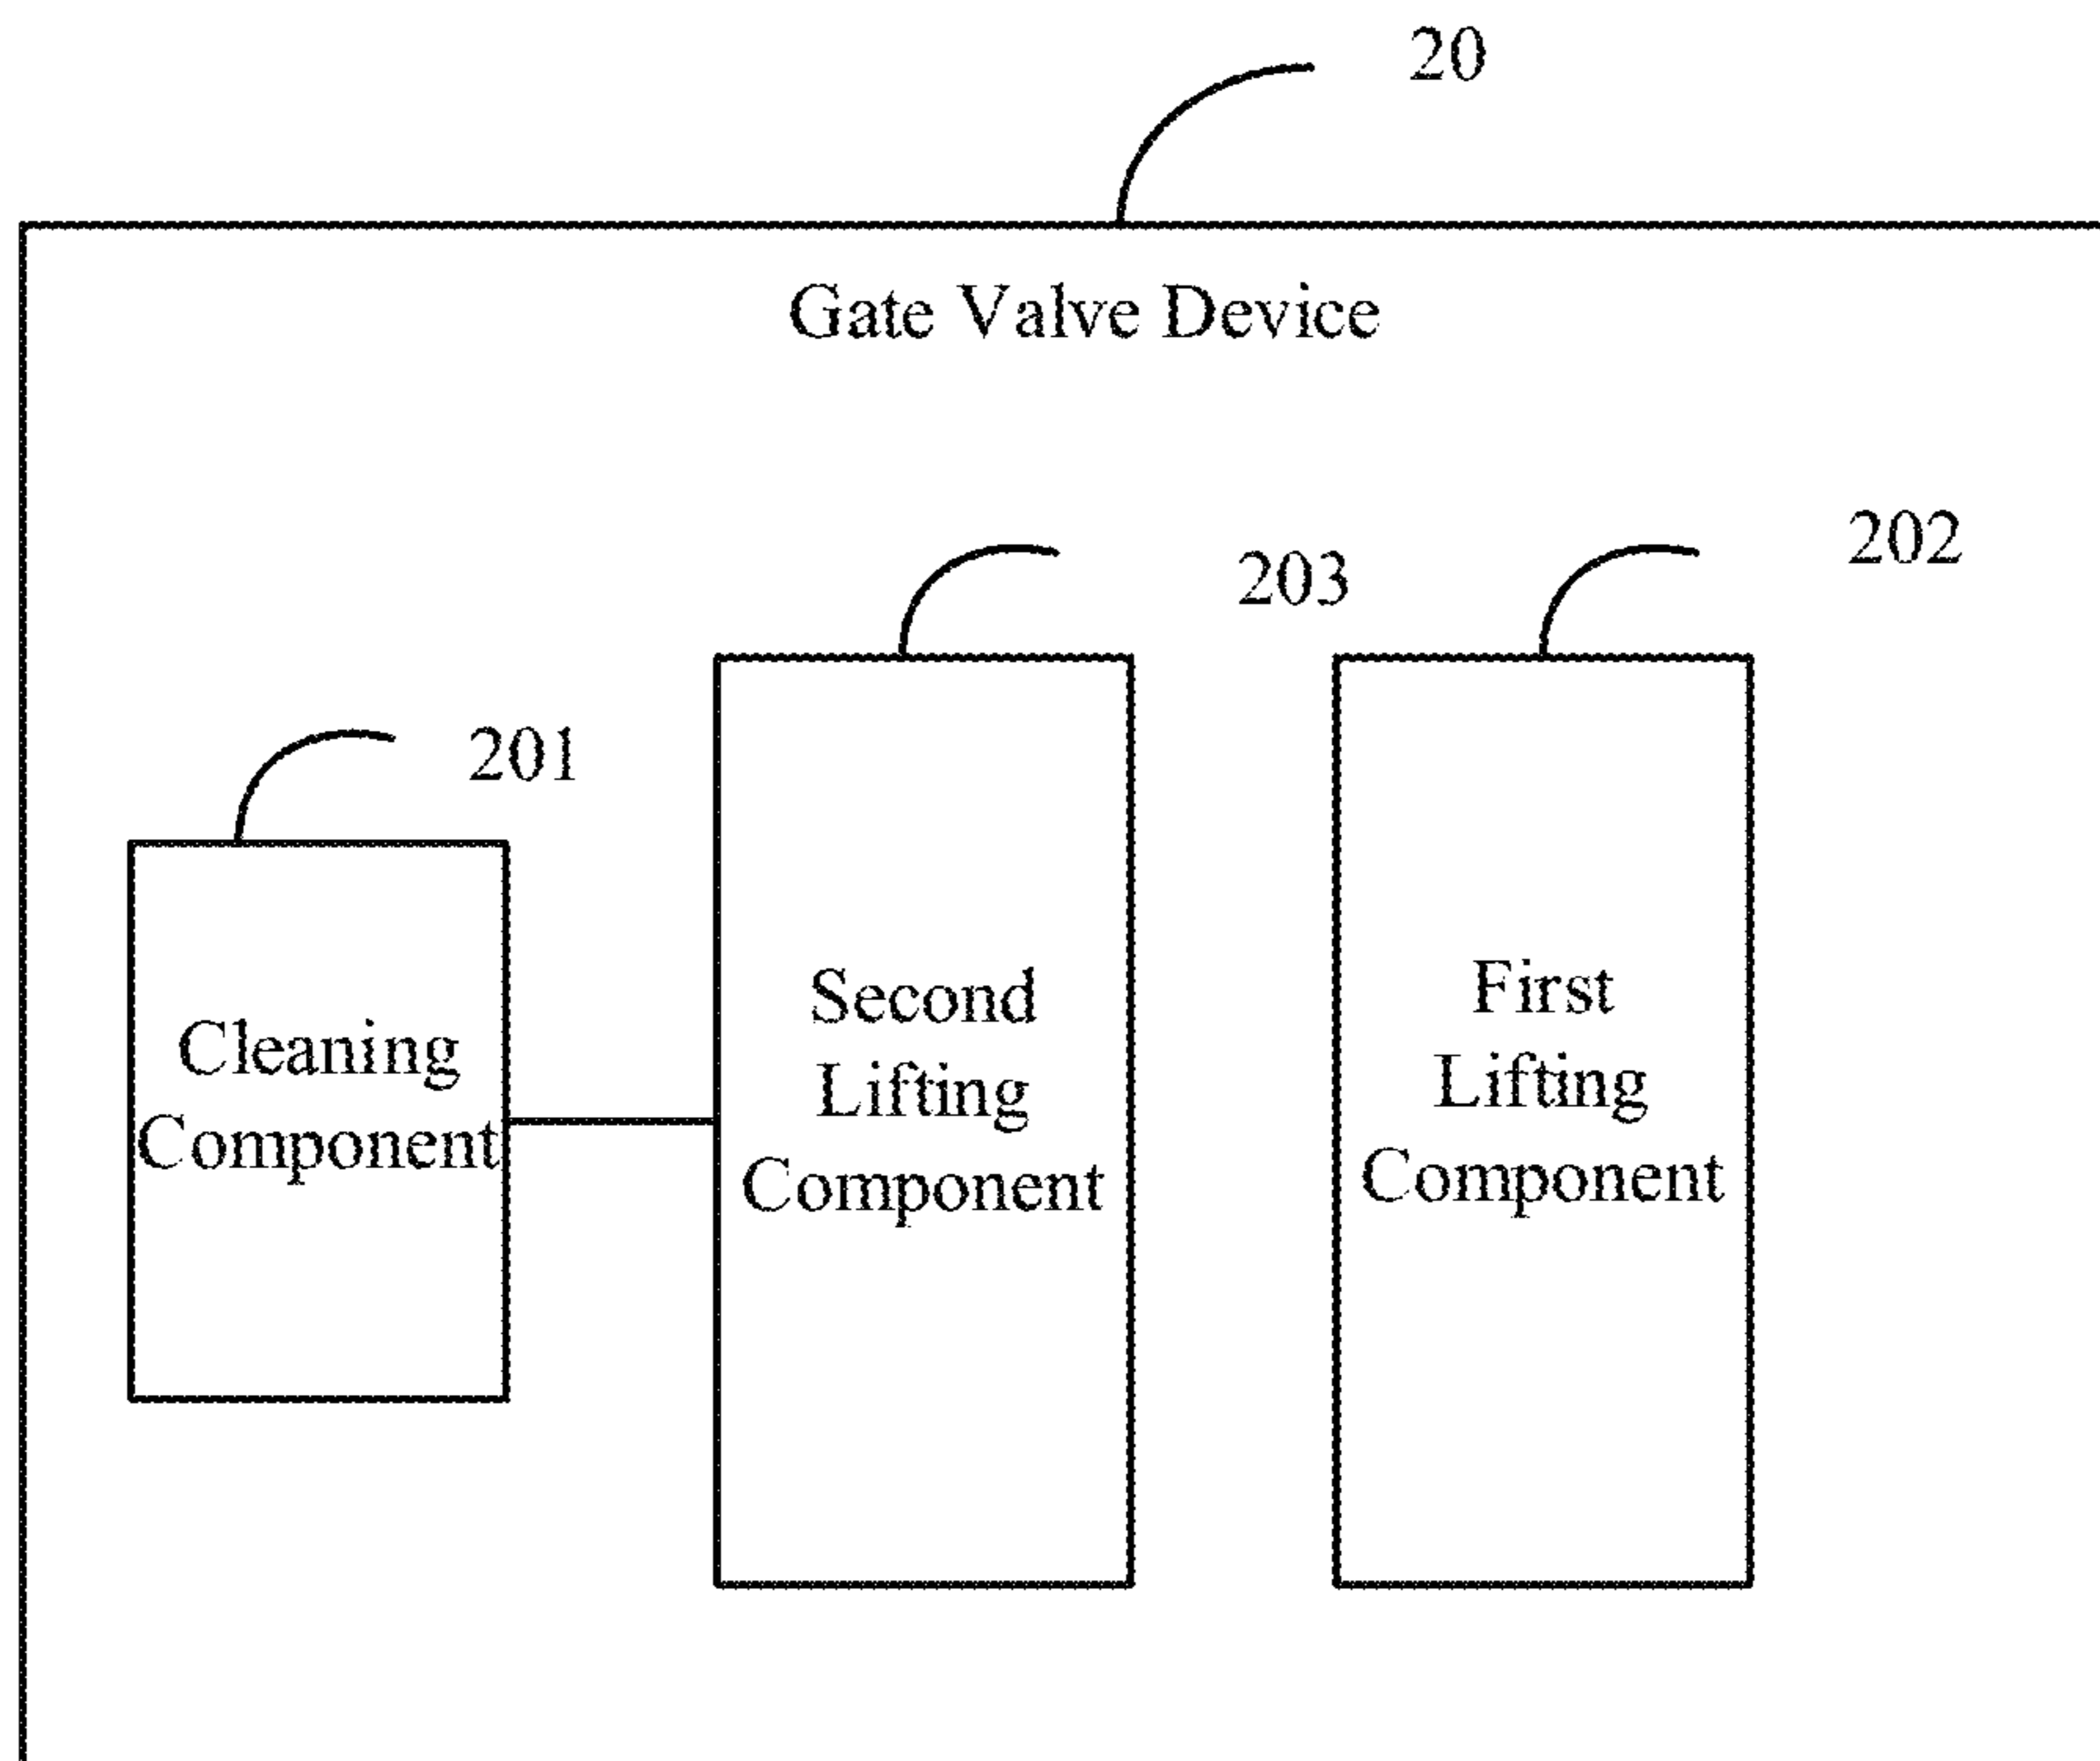 20
Gate Valve Device
202
203
201
Cleaning
Component
Second
Lifting
Component
First
Lifting
Component